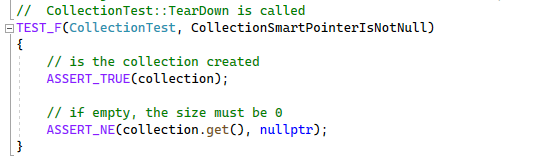 //  CollectionTest::TearDown is called
TEST_F(CollectionTest, CollectionSmartPointerIsNotNull)
{
    // is the collection created
    ASSERT_TRUE(collection);

    // if empty, the size must be 0
    ASSERT_NE(collection.get(), nullptr);
}